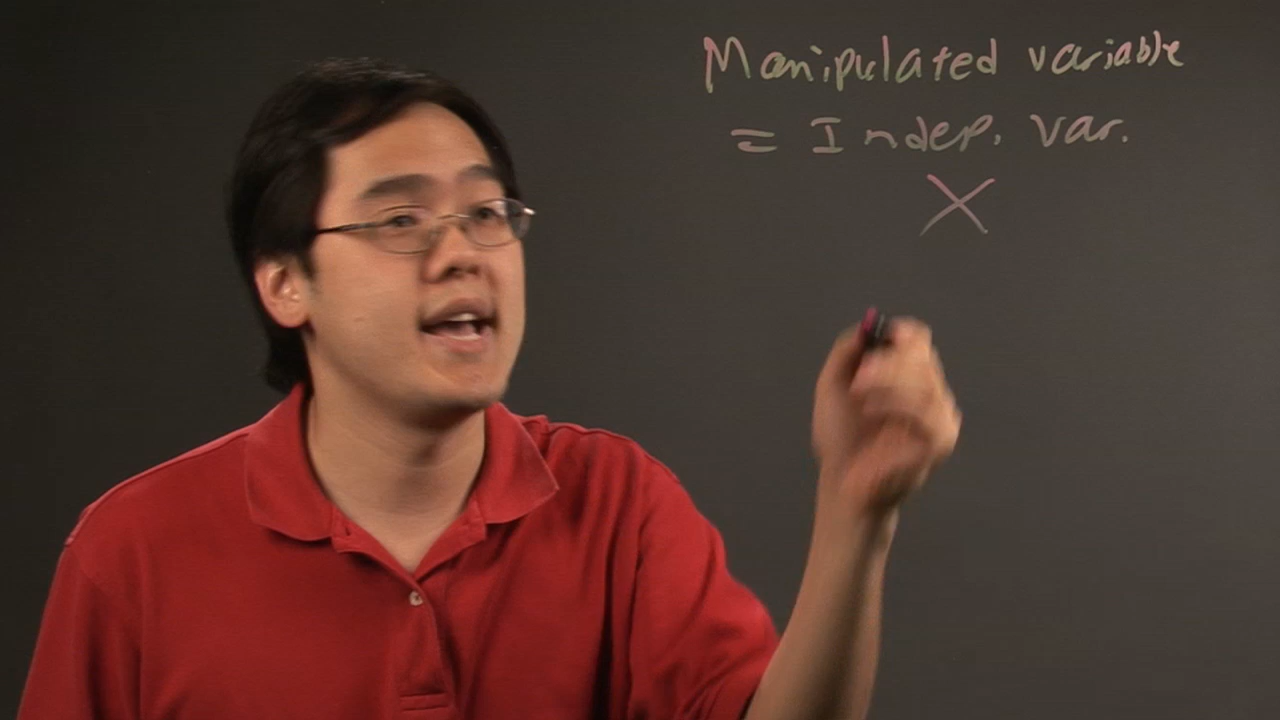 Manipulated variable
= Indep. var.
X